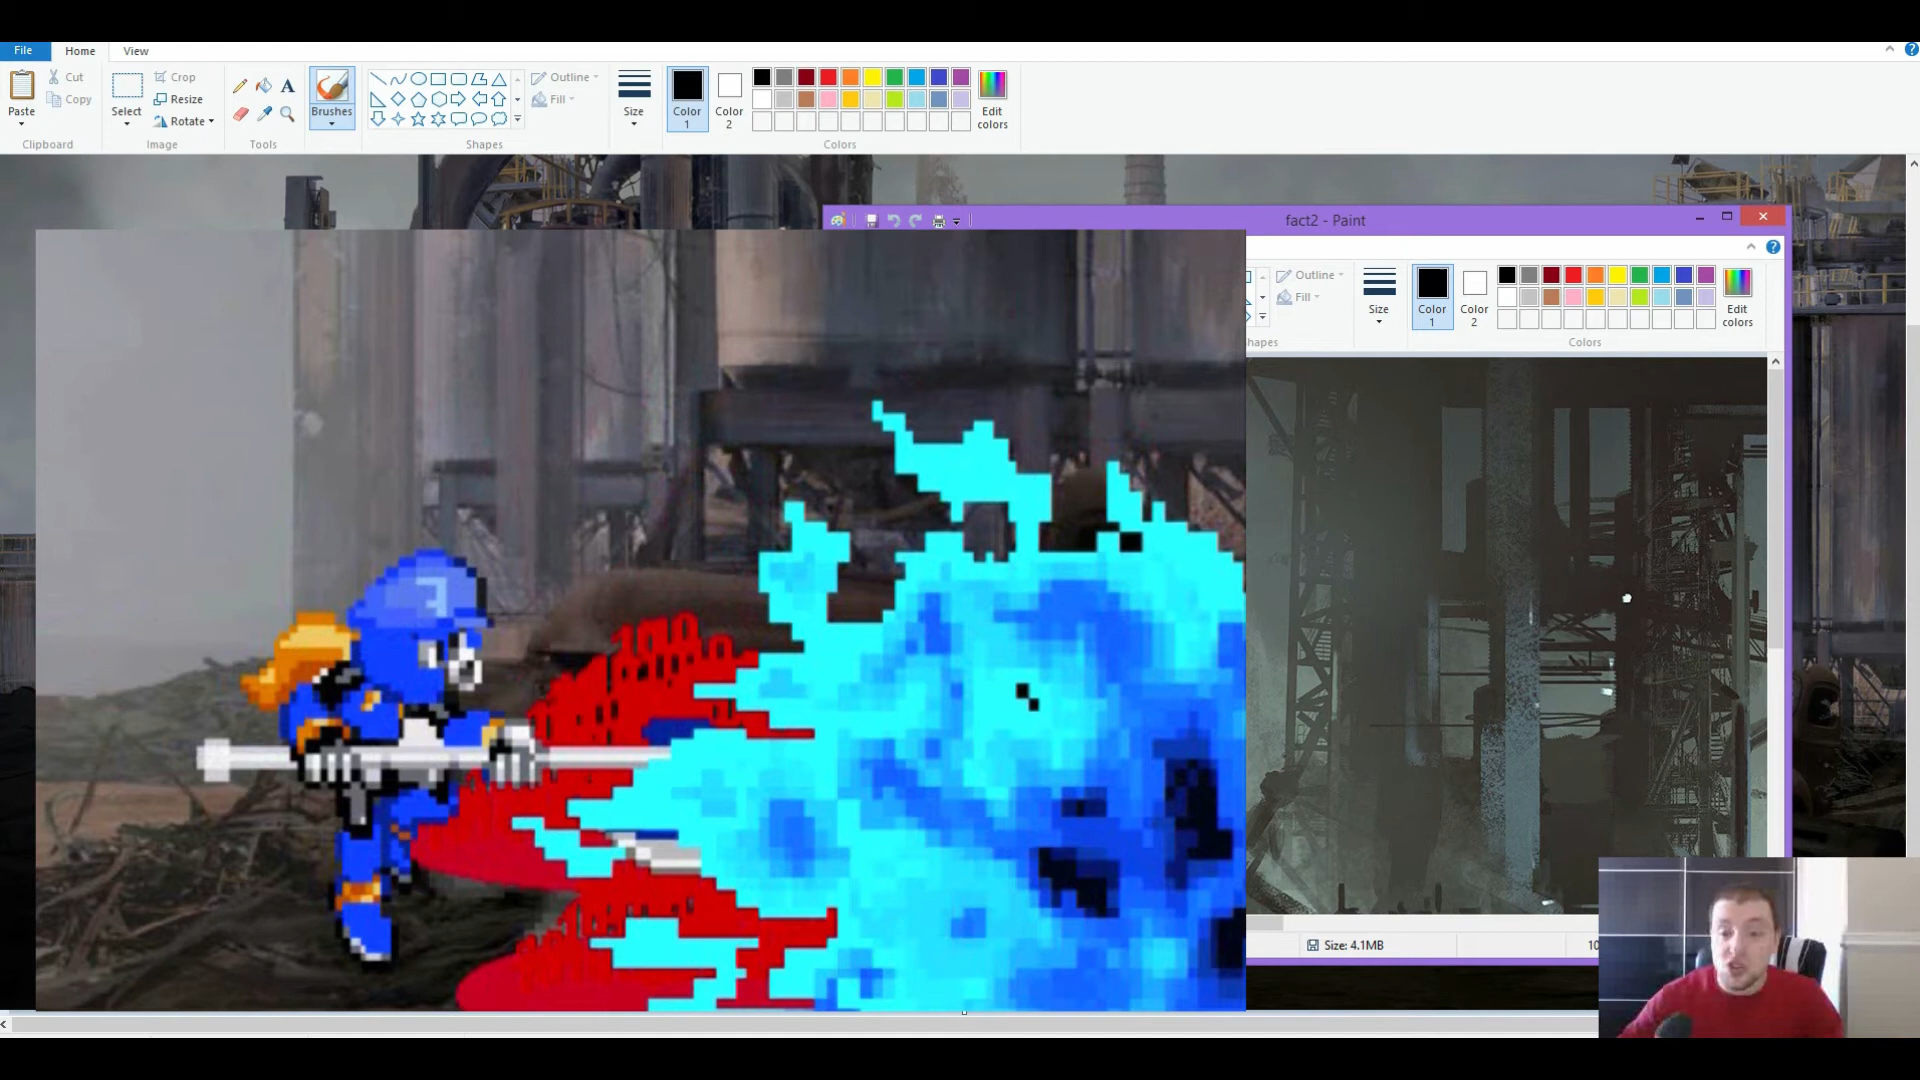 File Home View
Cut
Copy
Paste
Clipboard
Select
Crop
Resize
Rotate
Image
A
Tools
Brushes
Shapes
Outline
Fill
Size
Color
1
Color
2
Edit
colors
Colors
fact2 - Paint
Outline
Fill
hapes
Size
Color
1
Color
2
Edit
colors
Colors
Size: 4.1MB
10